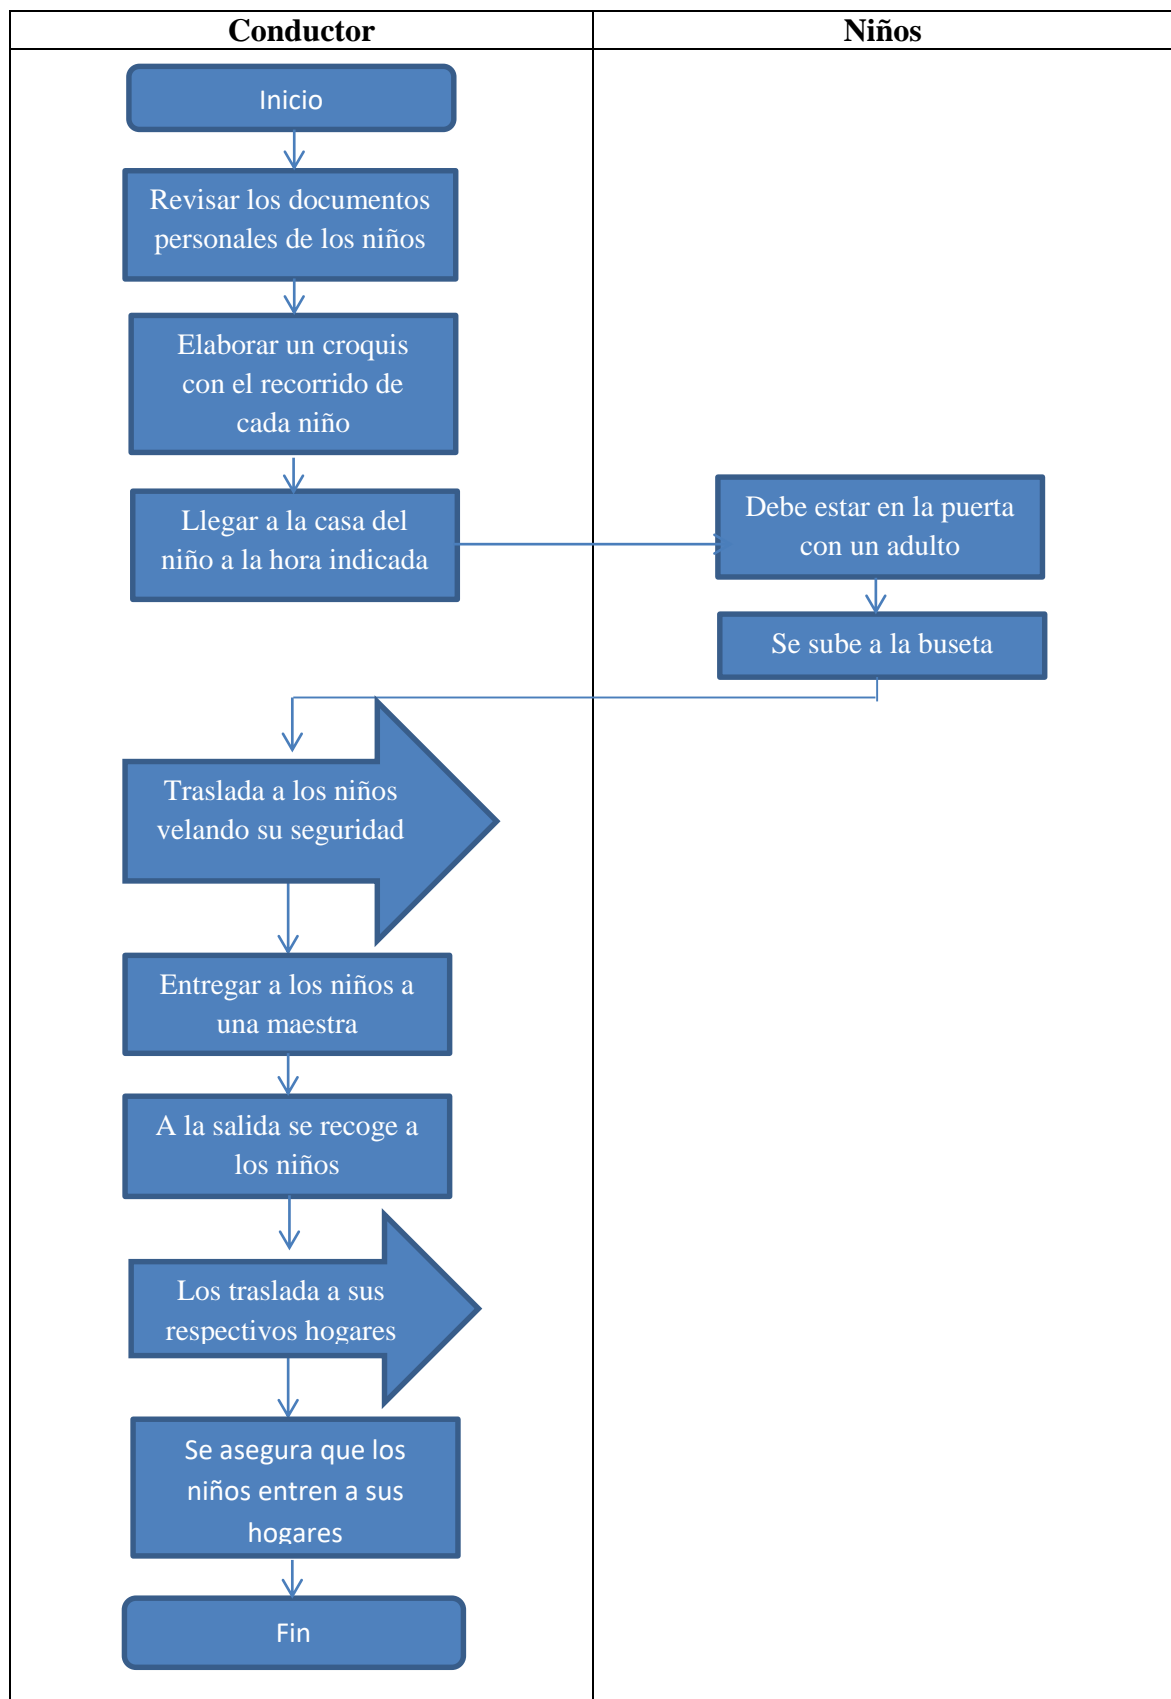 Conductor
Niños
Inicio
Revisar los documentos
personales de los niños
Elaborar un croquis
con el recorrido de
cada niño
Llegar a la casa del
niño a la hora indicada
Debe estar en la puerta
con un adulto
Se sube a la buseta
Traslada a los niños
velando su seguridad
Entregar a los niños a
una maestra
A la salida se recoge a
los niños
Los traslada a sus
respectivos hogares
Se asegura que los
niños entren a sus
hogares
Fin